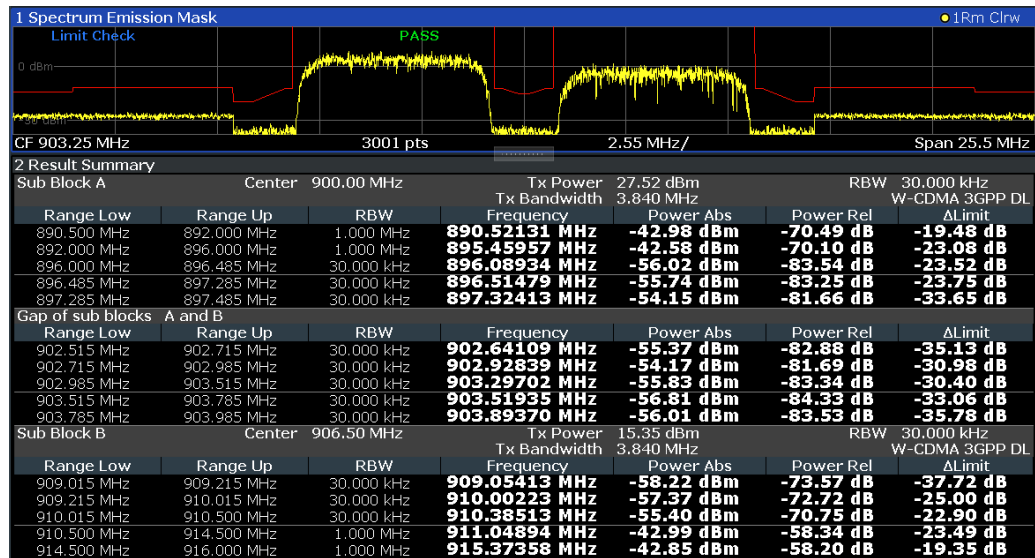 1 Spectrum Emission Mask 1Rm Clrw
Limit Check PASS
0 dBm
CF 903.25 MHz 3001 pts 2.55 MHz/ Span 25.5 MHz
2 Result Summary
Sub Block A Center 900.00 MHz Tx Power 27.52 dBm RBW 30.000 kHz
Tx Bandwidth 3.840 MHz W-CDMA 3GPP DL
Range Low Range Up RBW Frequency Power Abs Power Rel ΔLimit
890.500 MHz 892.000 MHz 1.000 MHz 890.52131 MHz -42.98 dBm -70.49 dB -19.48 dB
892.000 MHz 896.000 MHz 1.000 MHz 895.45957 MHz -42.58 dBm -70.10 dB -23.08 dB
896.000 MHz 896.485 MHz 30.000 kHz 896.08934 MHz -56.02 dBm -83.54 dB -23.52 dB
896.485 MHz 897.285 MHz 30.000 kHz 896.51479 MHz -55.74 dBm -83.25 dB -23.75 dB
897.285 MHz 897.485 MHz 30.000 kHz 897.32413 MHz -54.15 dBm -81.66 dB -33.65 dB
Gap of sub blocks A and B
Range Low Range Up RBW Frequency Power Abs Power Rel ΔLimit
902.515 MHz 902.715 MHz 30.000 kHz 902.64109 MHz -55.37 dBm -82.88 dB -35.13 dB
902.715 MHz 902.985 MHz 30.000 kHz 902.92839 MHz -54.17 dBm -81.69 dB -30.98 dB
902.985 MHz 903.515 MHz 30.000 kHz 903.29702 MHz -55.83 dBm -83.34 dB -30.40 dB
903.515 MHz 903.785 MHz 30.000 kHz 903.51935 MHz -56.81 dBm -84.33 dB -33.06 dB
903.785 MHz 903.985 MHz 30.000 kHz 903.89370 MHz -56.01 dBm -83.53 dB -35.78 dB
Sub Block B Center 906.50 MHz Tx Power 15.35 dBm RBW 30.000 kHz
Tx Bandwidth 3.840 MHz W-CDMA 3GPP DL
Range Low Range Up RBW Frequency Power Abs Power Rel ΔLimit
909.015 MHz 909.215 MHz 30.000 kHz 909.05413 MHz -58.22 dBm -73.57 dB -37.72 dB
909.215 MHz 910.015 MHz 30.000 kHz 910.00223 MHz -57.37 dBm -72.72 dB -25.00 dB
910.015 MHz 910.500 MHz 30.000 kHz 910.38513 MHz -55.40 dBm -70.75 dB -22.90 dB
910.500 MHz 914.500 MHz 1.000 MHz 911.04894 MHz -42.99 dBm -58.34 dB -23.49 dB
914.500 MHz 916.000 MHz 1.000 MHz 915.37358 MHz -42.85 dBm -58.20 dB -19.35 dB